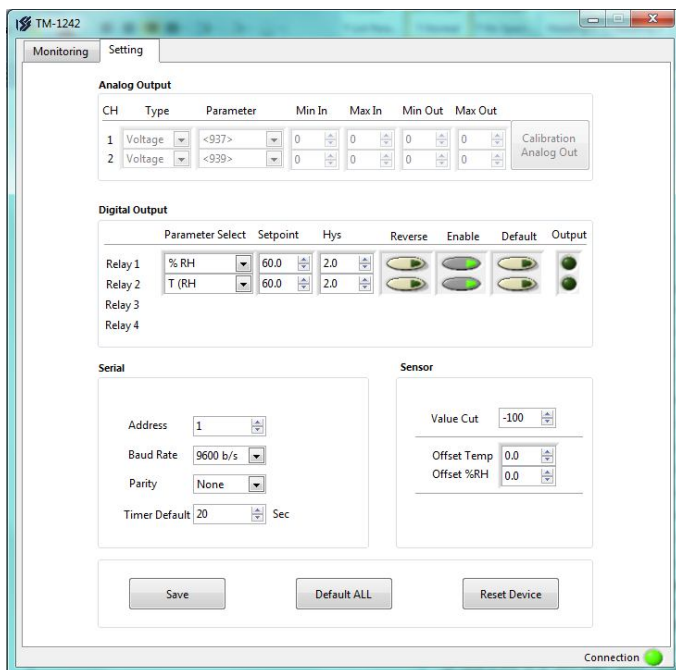 TM-1242
Monitoring Setting
Analog Output
CH Type Parameter Min In Max In Min Out Max Out
1 Voltage <937> 0 0 0 0
2 Voltage <939> 0 0 0 0
Calibration
Analog Out
Digital Output
Parameter Select Setpoint Hys Reverse Enable Default Output
Relay 1 % RH 60.0 2.0
Relay 2 T (RH 60.0 2.0
Relay 3
Relay 4
Serial
Address 1
Baud Rate 9600 b/s
Parity None
Timer Default 20 Sec
Sensor
Value Cut -100
Offset Temp 0.0
Offset %RH 0.0
Save Default ALL Reset Device
Connection